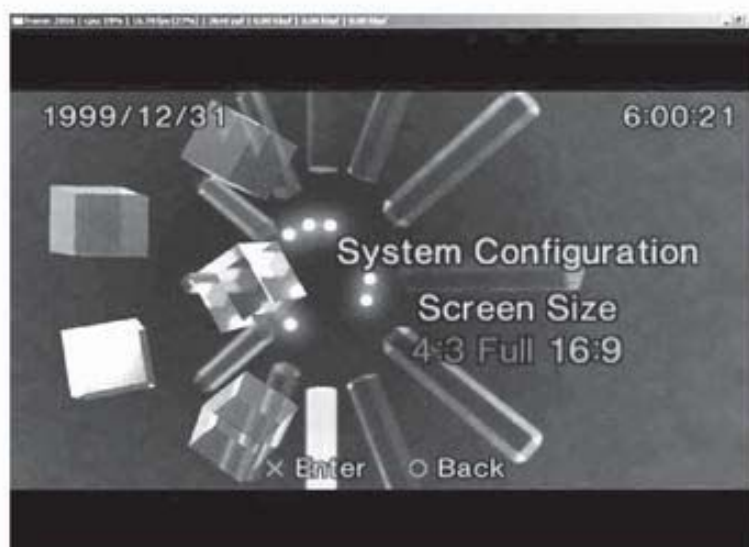 1999/12/31 6:00:21
System Configuration
Screen Size
4:3 Full 16:9
× Enter ○ Back